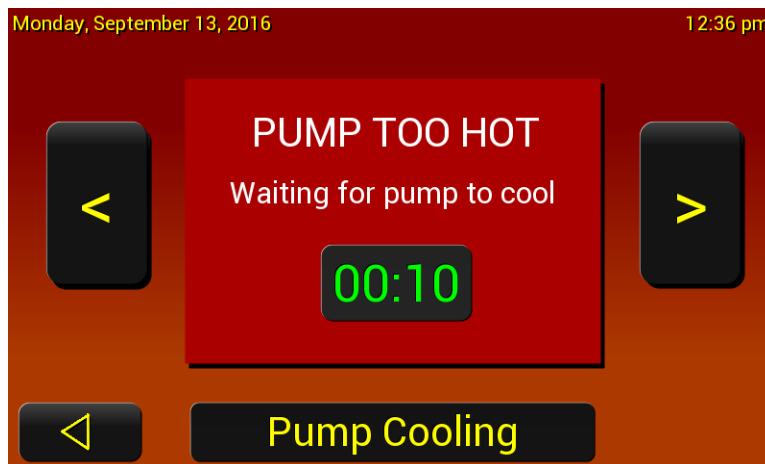 Monday, September 13, 2016 12:36 pm
PUMP TOO HOT
Waiting for pump to cool
< >
00:10
Pump Cooling